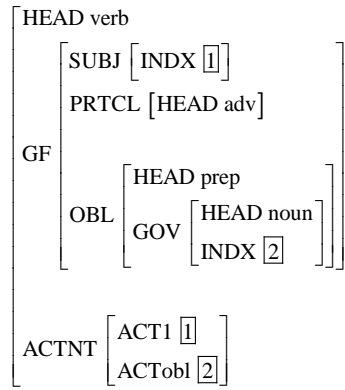 HEAD verb
SUBJ [INDX 1]
PRTCL [HEAD adv]
GF
HEAD prep
OBL
HEAD noun
GOV
INDX 2
ACT1 1
ACTNT
ACTobl 2